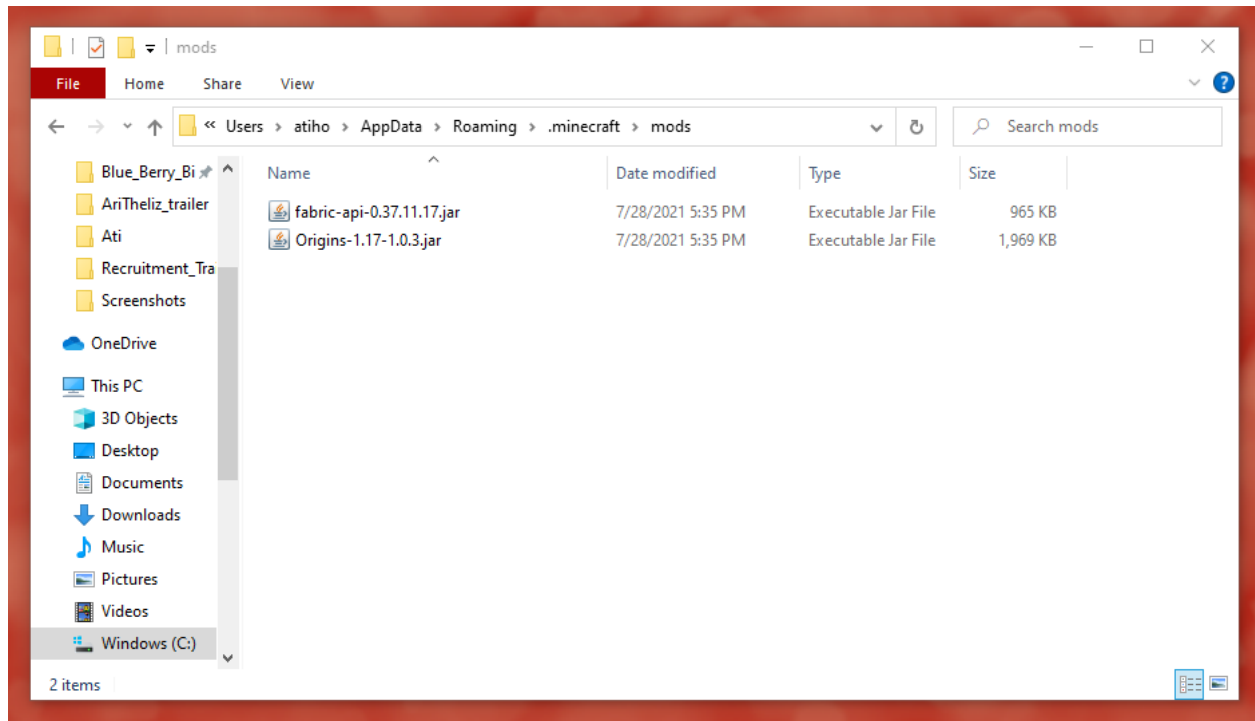 mods
File Home Share View
« Users › atiho › AppData › Roaming › .minecraft › mods
Search mods
Blue_Berry_Bi
AriTheliz_trailer
Ati
Recruitment_Tra
Screenshots
OneDrive
This PC
3D Objects
Desktop
Documents
Downloads
Music
Pictures
Videos
Windows (C:)
Name Date modified Type Size
fabric-api-0.37.11.17.jar 7/28/2021 5:35 PM Executable Jar File 965 KB
Origins-1.17-1.0.3.jar 7/28/2021 5:35 PM Executable Jar File 1,969 KB
2 items